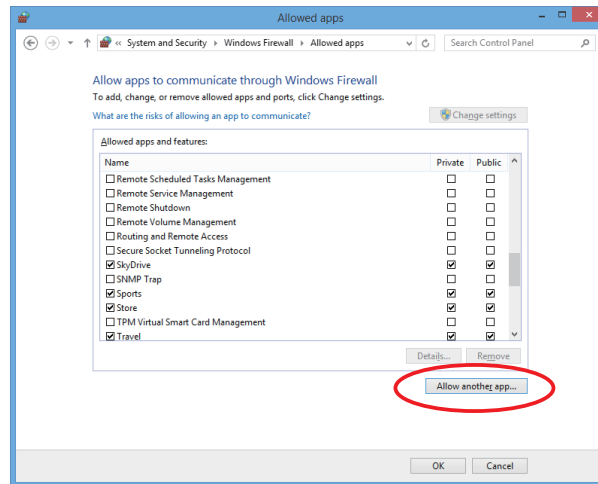 Allowed apps
« System and Security Windows Firewall Allowed apps
Search Control Panel
Allow apps to communicate through Windows Firewall
To add, change, or remove allowed apps and ports, click Change settings.
What are the risks of allowing an app to communicate?
Change settings
Allowed apps and features:
Name Private Public
Remote Scheduled Tasks Management
Remote Service Management
Remote Shutdown
Remote Volume Management
Routing and Remote Access
Secure Socket Tunneling Protocol
SkyDrive
SNMP Trap
Sports
Store
TPM Virtual Smart Card Management
Travel
Details... Remove
Allow another app...
OK Cancel